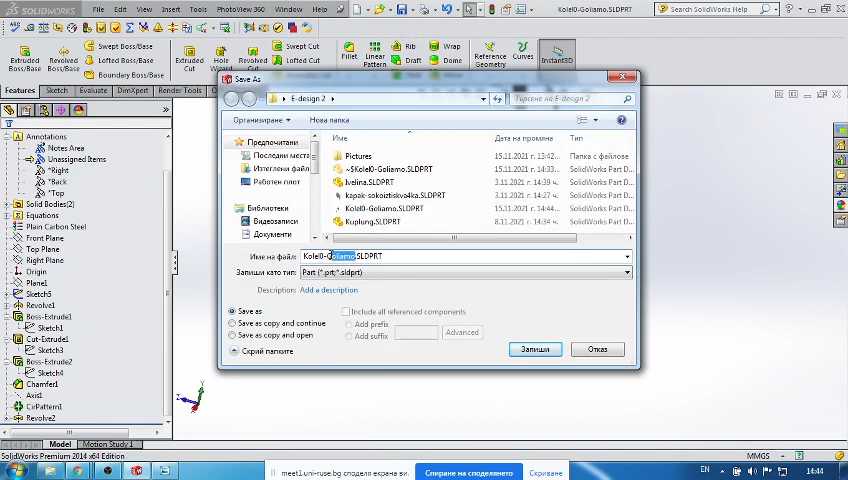 SOLIDWORKS File Edit View Insert Tools PhotoView 360 Window Help Kolel0-Goliamo.SLDPRT Search SolidWorks Help
Extruded Boss/Base
Revolved Boss/Base
Swept Boss/Base
Lofted Boss/Base
Boundary Boss/Base
Extruded Cut
Hole Wizard
Swept Cut
Lofted Cut
Fillet
Linear Pattern
Rib
Draft
Wrap
Dome
Reference Geometry
Curves
Instant3D
Features Sketch Evaluate DimXpert Render Tools
Save As
E-design 2
Търсене на E-design 2
Организиране Нова папка
Предпочитани
Последни места
Изтеглени файл
Работен плот
Библиотеки
Видеозаписи
Документи
Име Дата на промяна Тип
Pictures 15.11.2021 г. 13:42... Папка с файлове
~$Kolel0-Goliamo.SLDPRT 15.11.2021 г. 14:44 ч. SolidWorks Part D...
Ivelina.SLDPRT 3.11.2021 г. 14:39 ч. SolidWorks Part D...
kapak-sokoiztiskva4ka.SLDPRT 3.11.2021 г. 14:29 ч. SolidWorks Part D...
Kolel0-Goliamo.SLDPRT 15.11.2021 г. 14:44 ч. SolidWorks Part D...
Kuplung.SLDPRT 8.11.2021 г. 14:34 ч. SolidWorks Part D...
Име на файл: Kolel0-Goliamo.SLDPRT
Запиши като тип: Part (*.prt;*.sldprt)
Description: Add a description
Save as
Save as copy and continue
Save as copy and open
Include all referenced components
Add prefix
Add suffix
Advanced
Скрий папките
Запиши
Отказ
Annotations
Notes Area
Unassigned Items
*Right
*Back
*Top
Solid Bodies(2)
Equations
Plain Carbon Steel
Front Plane
Top Plane
Right Plane
Origin
Plane1
Sketch5
Revolve1
Boss-Extrude1
Sketch1
Cut-Extrude1
Sketch3
Boss-Extrude2
Sketch4
Chamfer1
Axis1
CirPattern1
Revolve2
Y
X
Model Motion Study 1
SolidWorks Premium 2014 x64 Edition MMGS
meet1.uni-ruse.bg споделя екрана ви. Спиране на споделянето Скриване
EN 14:44